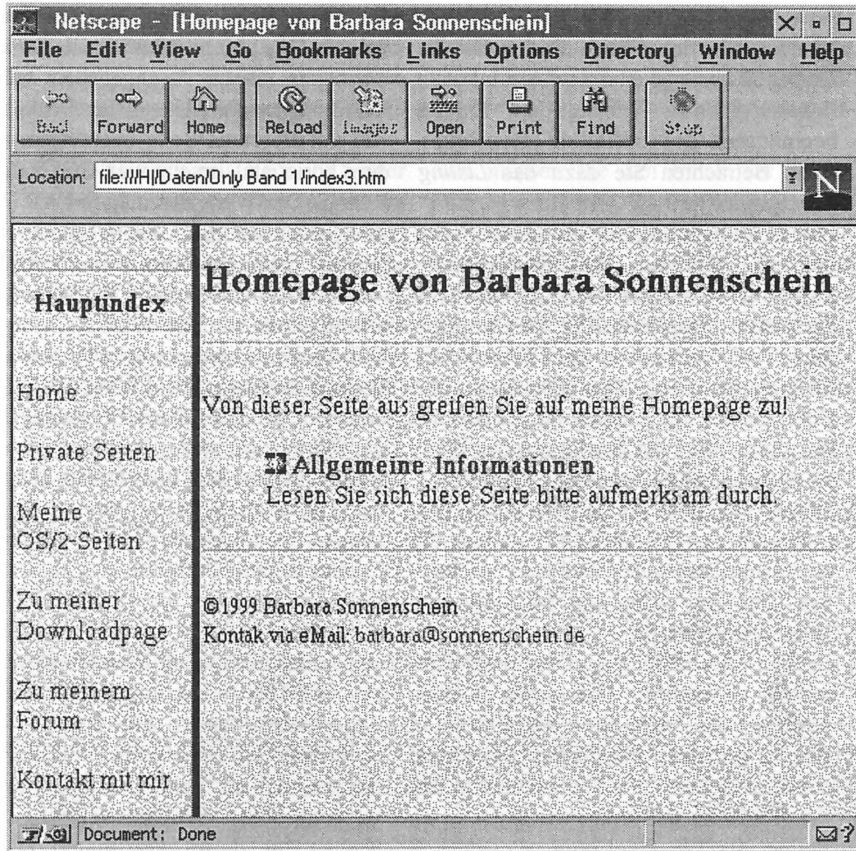 Netscape - [Homepage von Barbara Sonnenschein]
File Edit View Go Bookmarks Links Options Directory Window Help
Back Forward Home Reload Images Open Print Find Stop
Location: file:///H|/Daten/Only Band 1/index3.htm
N
Hauptindex
Home
Private Seiten
Meine
OS/2-Seiten
Zu meiner
Downloadpage
Zu meinem
Forum
Kontakt mit mir
Homepage von Barbara Sonnenschein
Von dieser Seite aus greifen Sie auf meine Homepage zu!
Allgemeine Informationen
Lesen Sie sich diese Seite bitte aufmerksam durch.
©1999 Barbara Sonnenschein
Kontak via eMail: barbara@sonnenschein.de
Document: Done